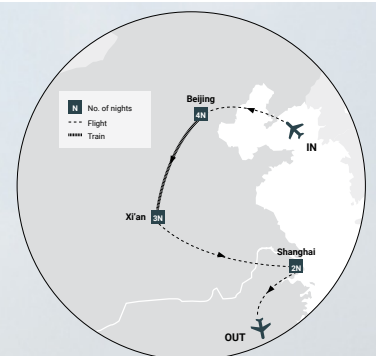 Beijing
4N
N No. of nights
Flight
Train
IN
Xi'an 3N
Shanghai
2N
OUT